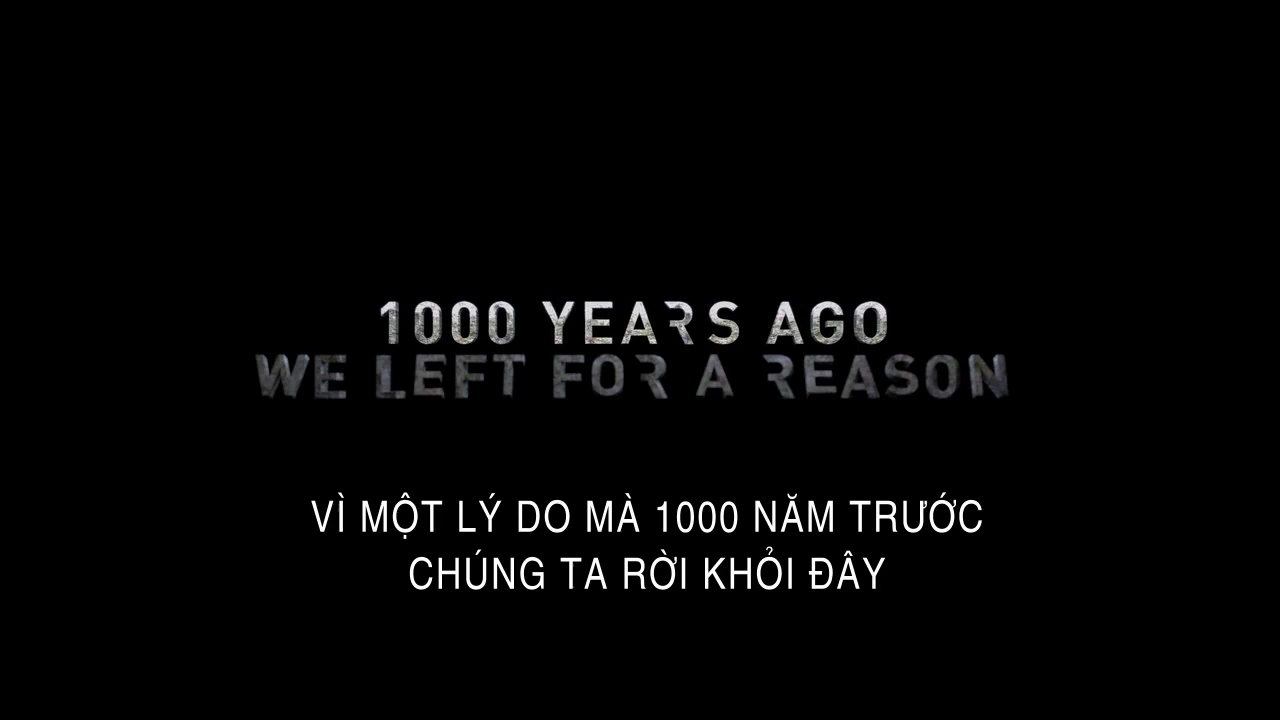 1000 YEARS AGO
WE LEFT FOR A REASON
VÌ MỘT LÝ DO MÀ 1000 NĂM TRƯỚC
CHÚNG TA RỜI KHỎI ĐÂY